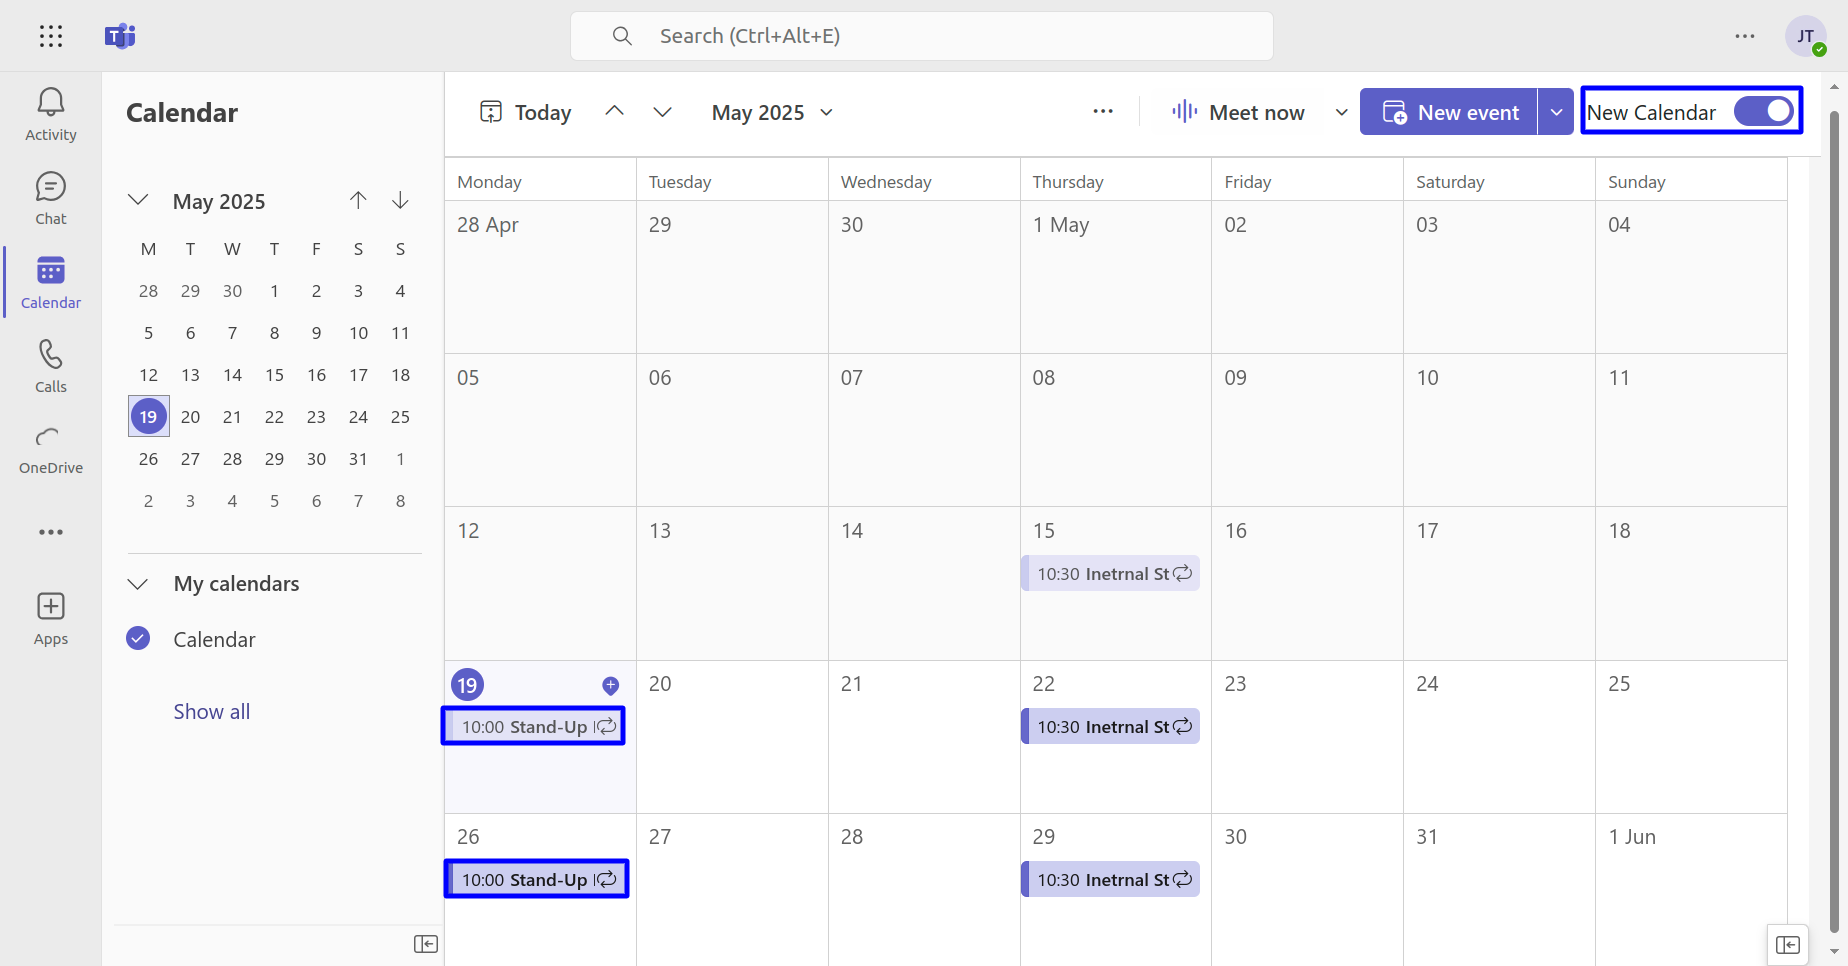 Search (Ctrl+Alt+E)
JT
Activity
Chat
Calendar
Calls
OneDrive
Apps
Calendar
May 2025
M T W T F S S
28 29 30 1 2 3 4
5 6 7 8 9 10 11
12 13 14 15 16 17 18
19 20 21 22 23 24 25
26 27 28 29 30 31 1
2 3 4 5 6 7 8
My calendars
Calendar
Show all
Today May 2025 Meet now New event New Calendar
Monday Tuesday Wednesday Thursday Friday Saturday Sunday
28 Apr 29 30 1 May 02 03 04
05 06 07 08 09 10 11
12 13 14 15 16 17 18
10:30 Inetrnal St
19 20 21 22 23 24 25
10:00 Stand-Up 10:30 Inetrnal St
26 27 28 29 30 31 1 Jun
10:00 Stand-Up 10:30 Inetrnal St